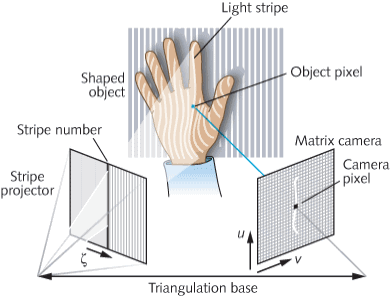 Light stripe
Object pixel
Shaped
object
Stripe number
Matrix camera
Stripe
projector
Camera
pixel
ζ
u
v
Triangulation base